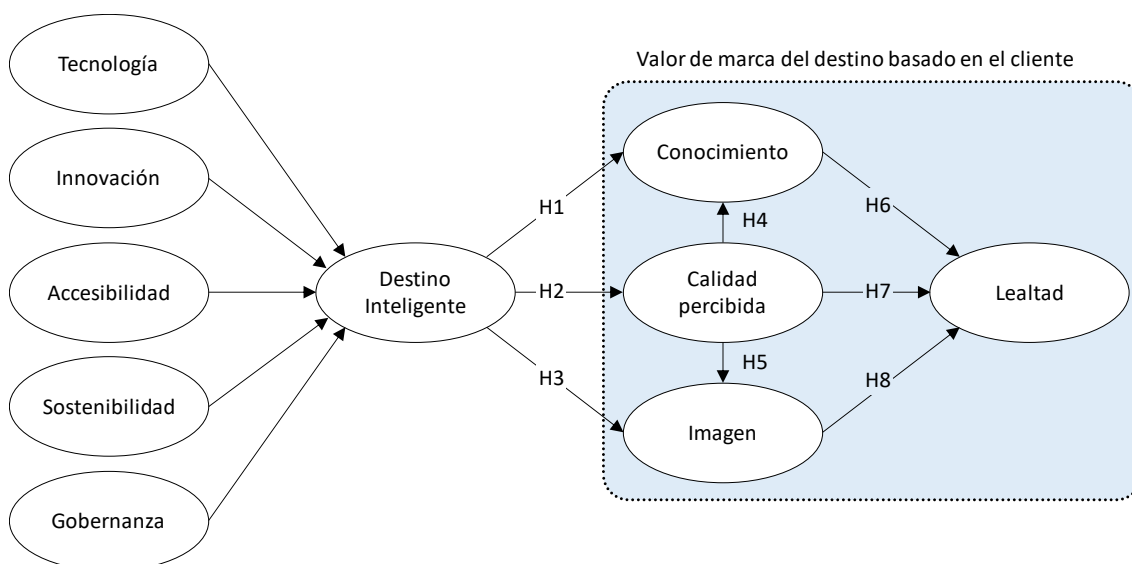 Tecnología
Innovación
Accesibilidad
Sostenibilidad
Gobernanza
Destino
Inteligente
H1
H2
H3
Valor de marca del destino basado en el cliente
Conocimiento
H4
Calidad
percibida
H5
Imagen
H6
H7
H8
Lealtad